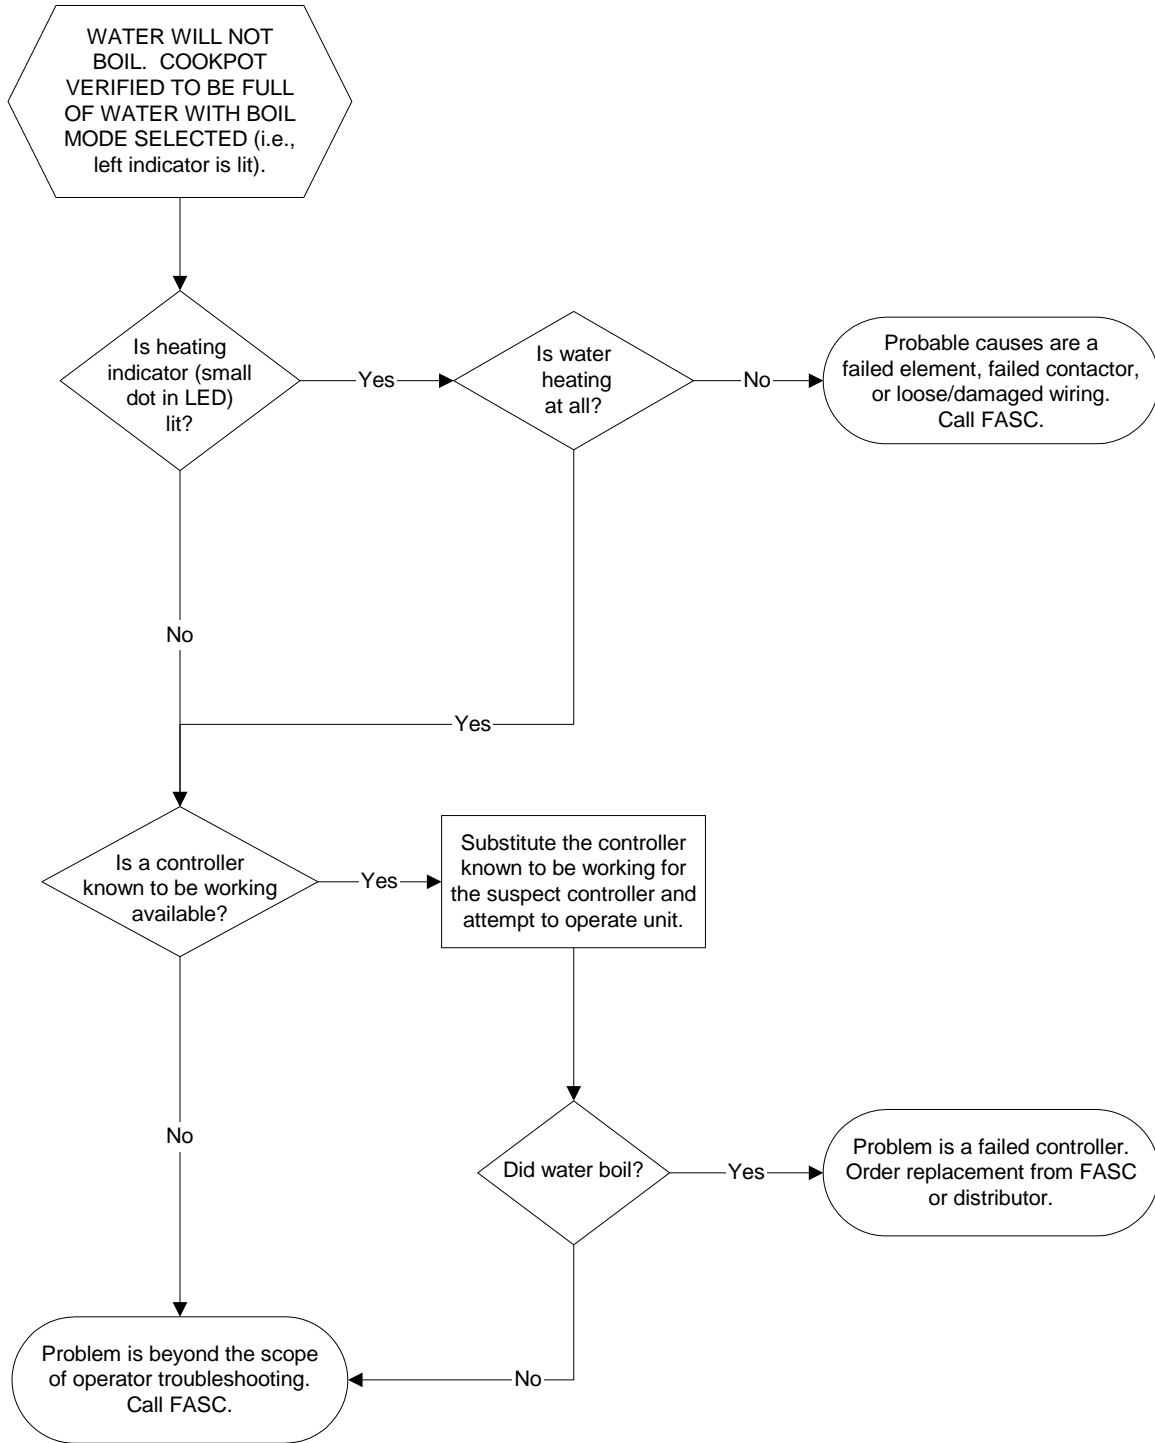 WATER WILL NOT
BOIL. COOKPOT
VERIFIED TO BE FULL
OF WATER WITH BOIL
MODE SELECTED (i.e.,
left indicator is lit).
Is heating
indicator (small
dot in LED)
lit?
Yes
Is water
heating
at all?
No
Probable causes are a
failed element, failed contactor,
or loose/damaged wiring.
Call FASC.
No
Yes
Is a controller
known to be working
available?
Yes
Substitute the controller
known to be working for
the suspect controller and
attempt to operate unit.
No
Did water boil?
Yes
Problem is a failed controller.
Order replacement from FASC
or distributor.
Problem is beyond the scope
of operator troubleshooting.
Call FASC.
No